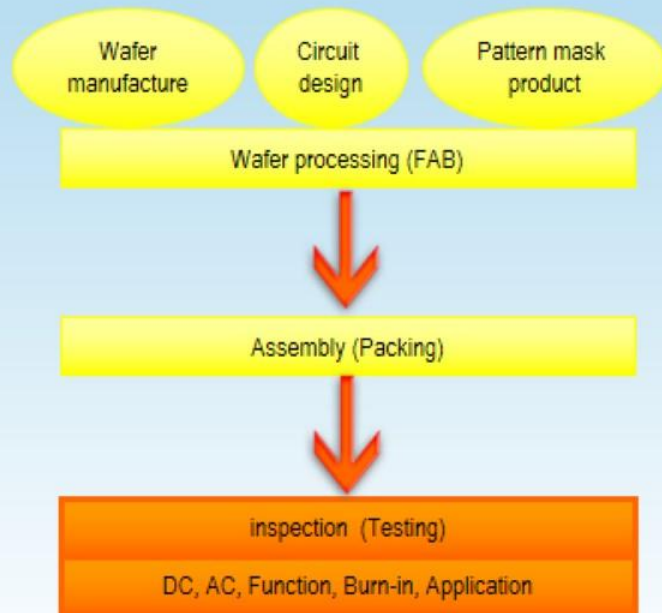 Wafer
manufacture
Circuit
design
Pattern mask
product
Wafer processing (FAB)
Assembly (Packing)
inspection (Testing)
DC, AC, Function, Burn-in, Application